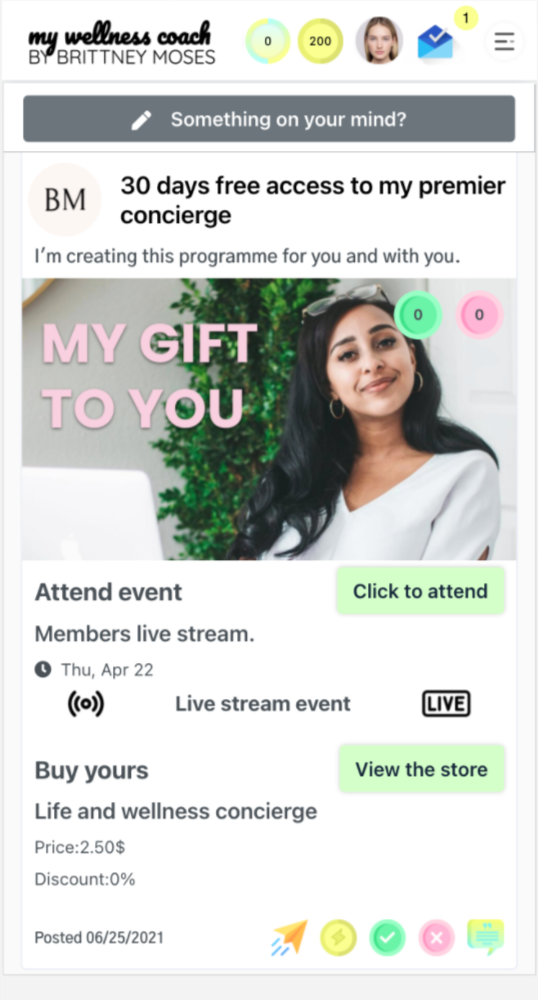 my wellness coach
BY BRITTNEY MOSES
0
200
1
Something on your mind?
BM
30 days free access to my premier
concierge
I'm creating this programme for you and with you.
MY GIFT
TO YOU
0
0
Attend event
Click to attend
Members live stream.
Thu, Apr 22
Live stream event
LIVE
Buy yours
View the store
Life and wellness concierge
Price:2.50$
Discount:0%
Posted 06/25/2021